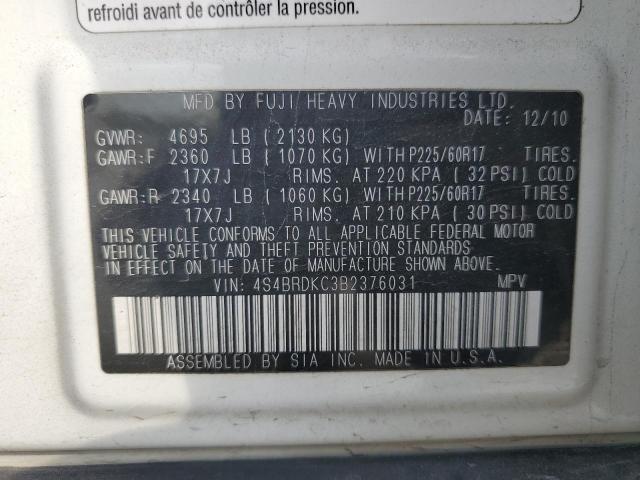 refroidi avant de contrôler la pression.
MFD BY FUJI HEAVY INDUSTRIES LTD.
DATE: 12/10
GVWR: 4695 LB ( 2130 KG)
GAWR:F 2360 LB ( 1070 KG) WITH P225/60R17 TIRES.
17X7J RIMS. AT 220 KPA ( 32 PSI) COLD
GAWR:R 2340 LB ( 1060 KG) WITH P225/60R17 TIRES.
17X7J RIMS. AT 210 KPA ( 30 PSI) COLD
THIS VEHICLE CONFORMS TO ALL APPLICABLE FEDERAL MOTOR
VEHICLE SAFETY AND THEFT PREVENTION STANDARDS
IN EFFECT ON THE DATE OF MANUFACTURE SHOWN ABOVE.
VIN: 4S4BRDKC3B2376031 MPV
ASSEMBLED BY SIA INC. MADE IN U.S.A.